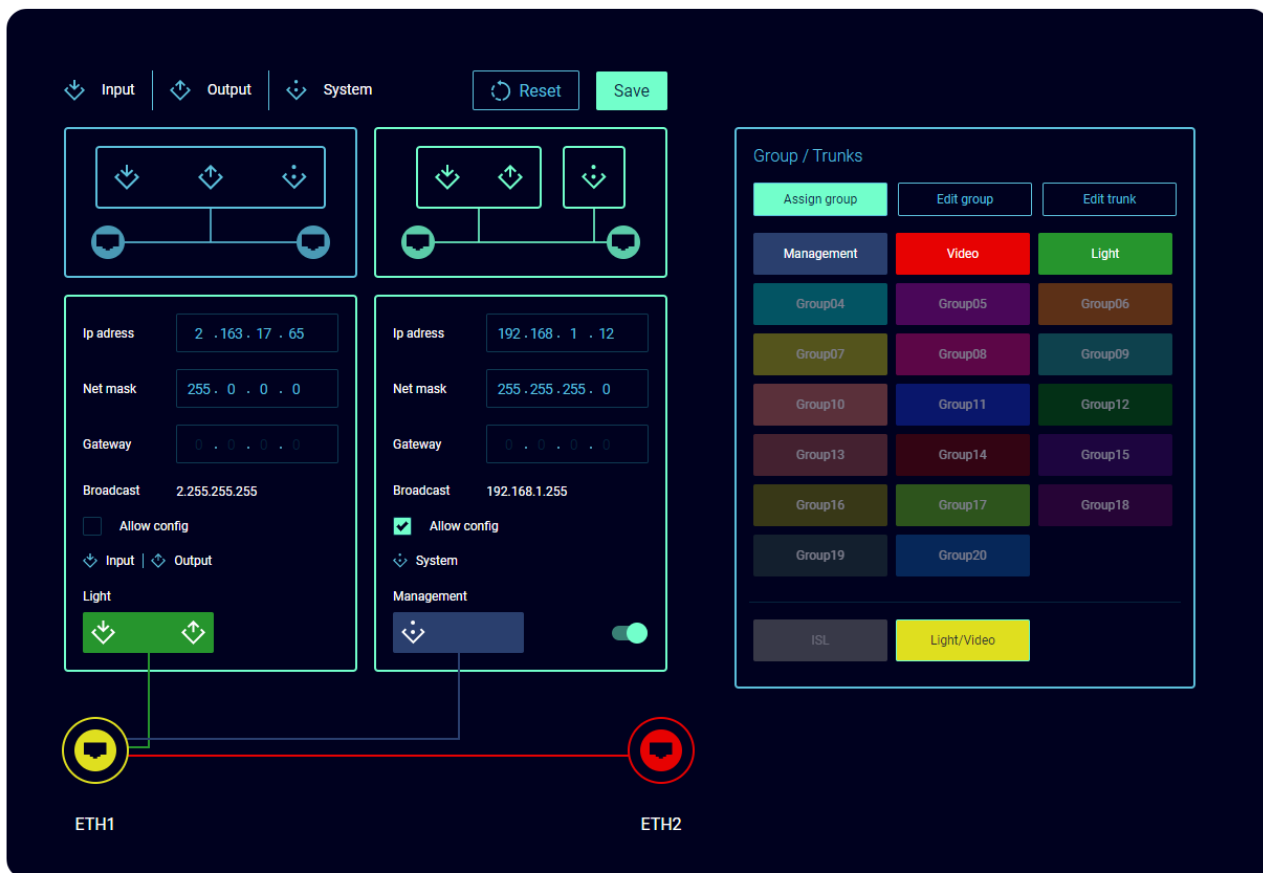 Input Output System Reset Save
Group / Trunks
Assign group Edit group Edit trunk
Management Video Light
Group04 Group05 Group06
Group07 Group08 Group09
Group10 Group11 Group12
Group13 Group14 Group15
Group16 Group17 Group18
Group19 Group20
ISL Light/Video
Ip adress 2 . 163 . 17 . 65
Net mask 255 . 0 . 0 . 0
Gateway 0 . 0 . 0 . 0
Broadcast 2.255.255.255
Allow config
Input | Output
Light
Ip adress 192 . 168 . 1 . 12
Net mask 255 . 255 . 255 . 0
Gateway 0 . 0 . 0 . 0
Broadcast 192.168.1.255
Allow config
System
Management
ETH1 ETH2